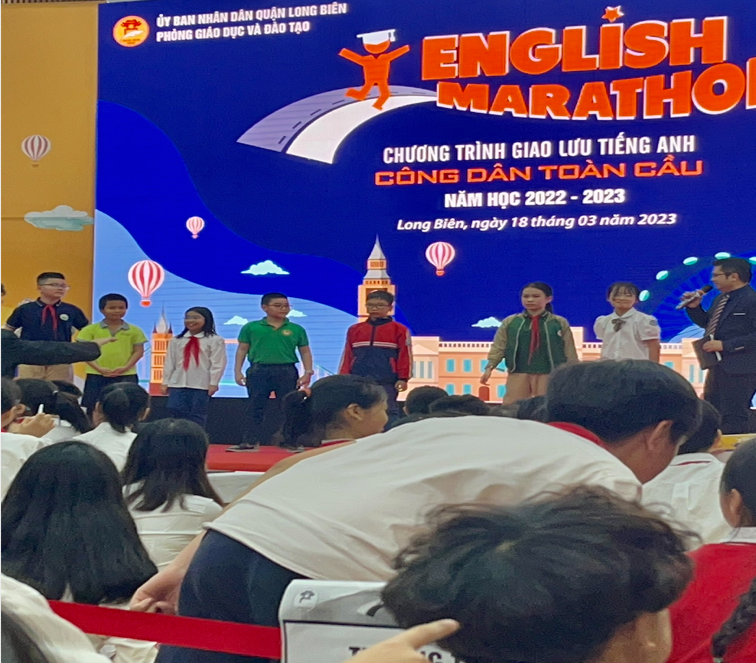 ỦY BAN NHÂN DÂN QUẬN LONG BIÊN
PHÒNG GIÁO DỤC VÀ ĐÀO TẠO
ENGLISH
CHƯƠNG TRÌNH GIAO LƯU TIẾNG ANH
CÔNG DÂN TOÀN CẦU
NĂM HỌC 2022 - 2023
Long Biên, ngày 18 tháng 03 năm 2023